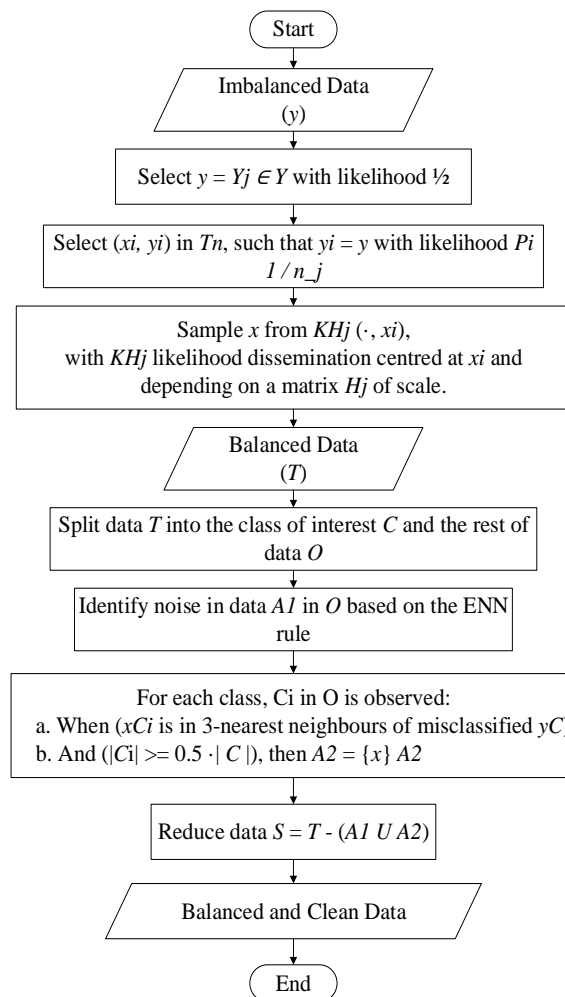 Start
Imbalanced Data
(y)
Select y = Yj ∈ Y with likelihood ½
Select (xi, yi) in Tn, such that yi = y with likelihood Pi
1 / n_j
Sample x from KHj (·, xi),
with KHj likelihood dissemination centred at xi and
depending on a matrix Hj of scale.
Balanced Data
(T)
Split data T into the class of interest C and the rest of
data O
Identify noise in data A1 in O based on the ENN
rule
For each class, Ci in O is observed:
a. When (xCi is in 3-nearest neighbours of misclassified yC)
b. And (|Ci| >= 0.5 ·| C |), then A2 = {x} A2
Reduce data S = T - (A1 U A2)
Balanced and Clean Data
End